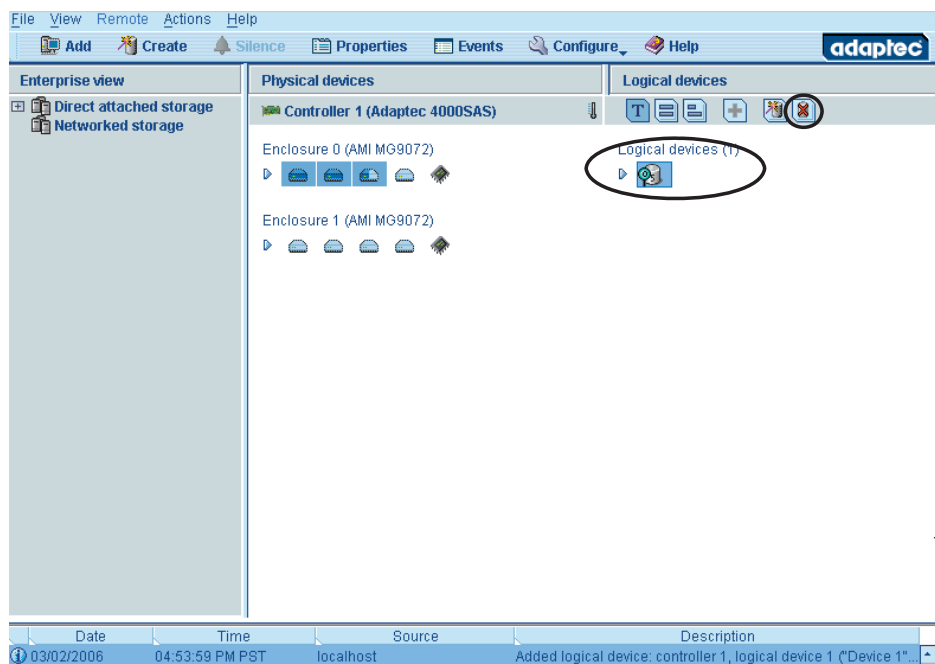 File View Remote Actions Help
Add Create Silence Properties Events Configure Help adaptec
Enterprise view
Direct attached storage
Networked storage
Physical devices
Controller 1 (Adaptec 4000SAS)
Enclosure 0 (AMI MG9072)
Enclosure 1 (AMI MG9072)
Logical devices
T
Logical devices (1)
Date Time Source Description
03/02/2006 04:53:59 PM PST localhost Added logical device: controller 1, logical device 1 ("Device 1"...